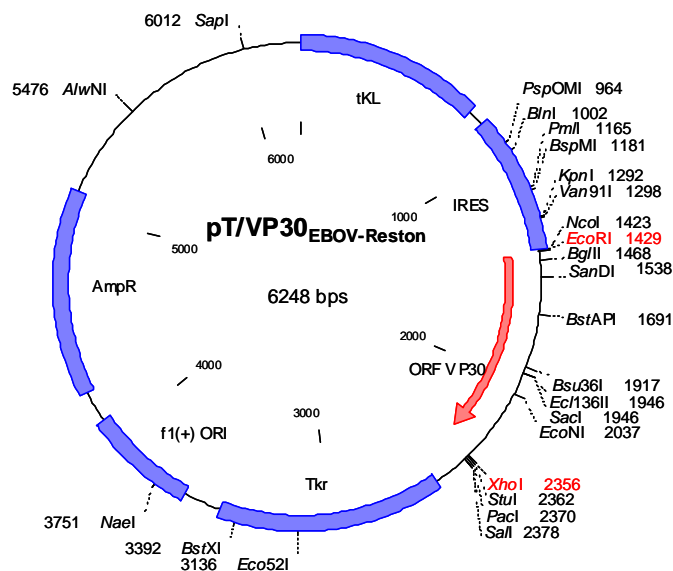 6012 SapI
5476 AlwNI
tKL
PspOMI 964
BlnI 1002
PmlI 1165
BspMI 1181
KpnI 1292
Van91I 1298
IRES
NcoI 1423
EcoRI 1429
BglII 1468
SanDI 1538
BstAPI 1691
6000
1000
5000
pT/VP30EBOV-Reston
6248 bps
AmpR
2000
4000
ORF VP30
Bsu36I 1917
Ecl136II 1946
SacI 1946
EcoNI 2037
3000
f1(+) ORI
Tkr
XhoI 2356
StuI 2362
PacI 2370
SalI 2378
3751 NaeI
3392 BstXI
3136 Eco52I